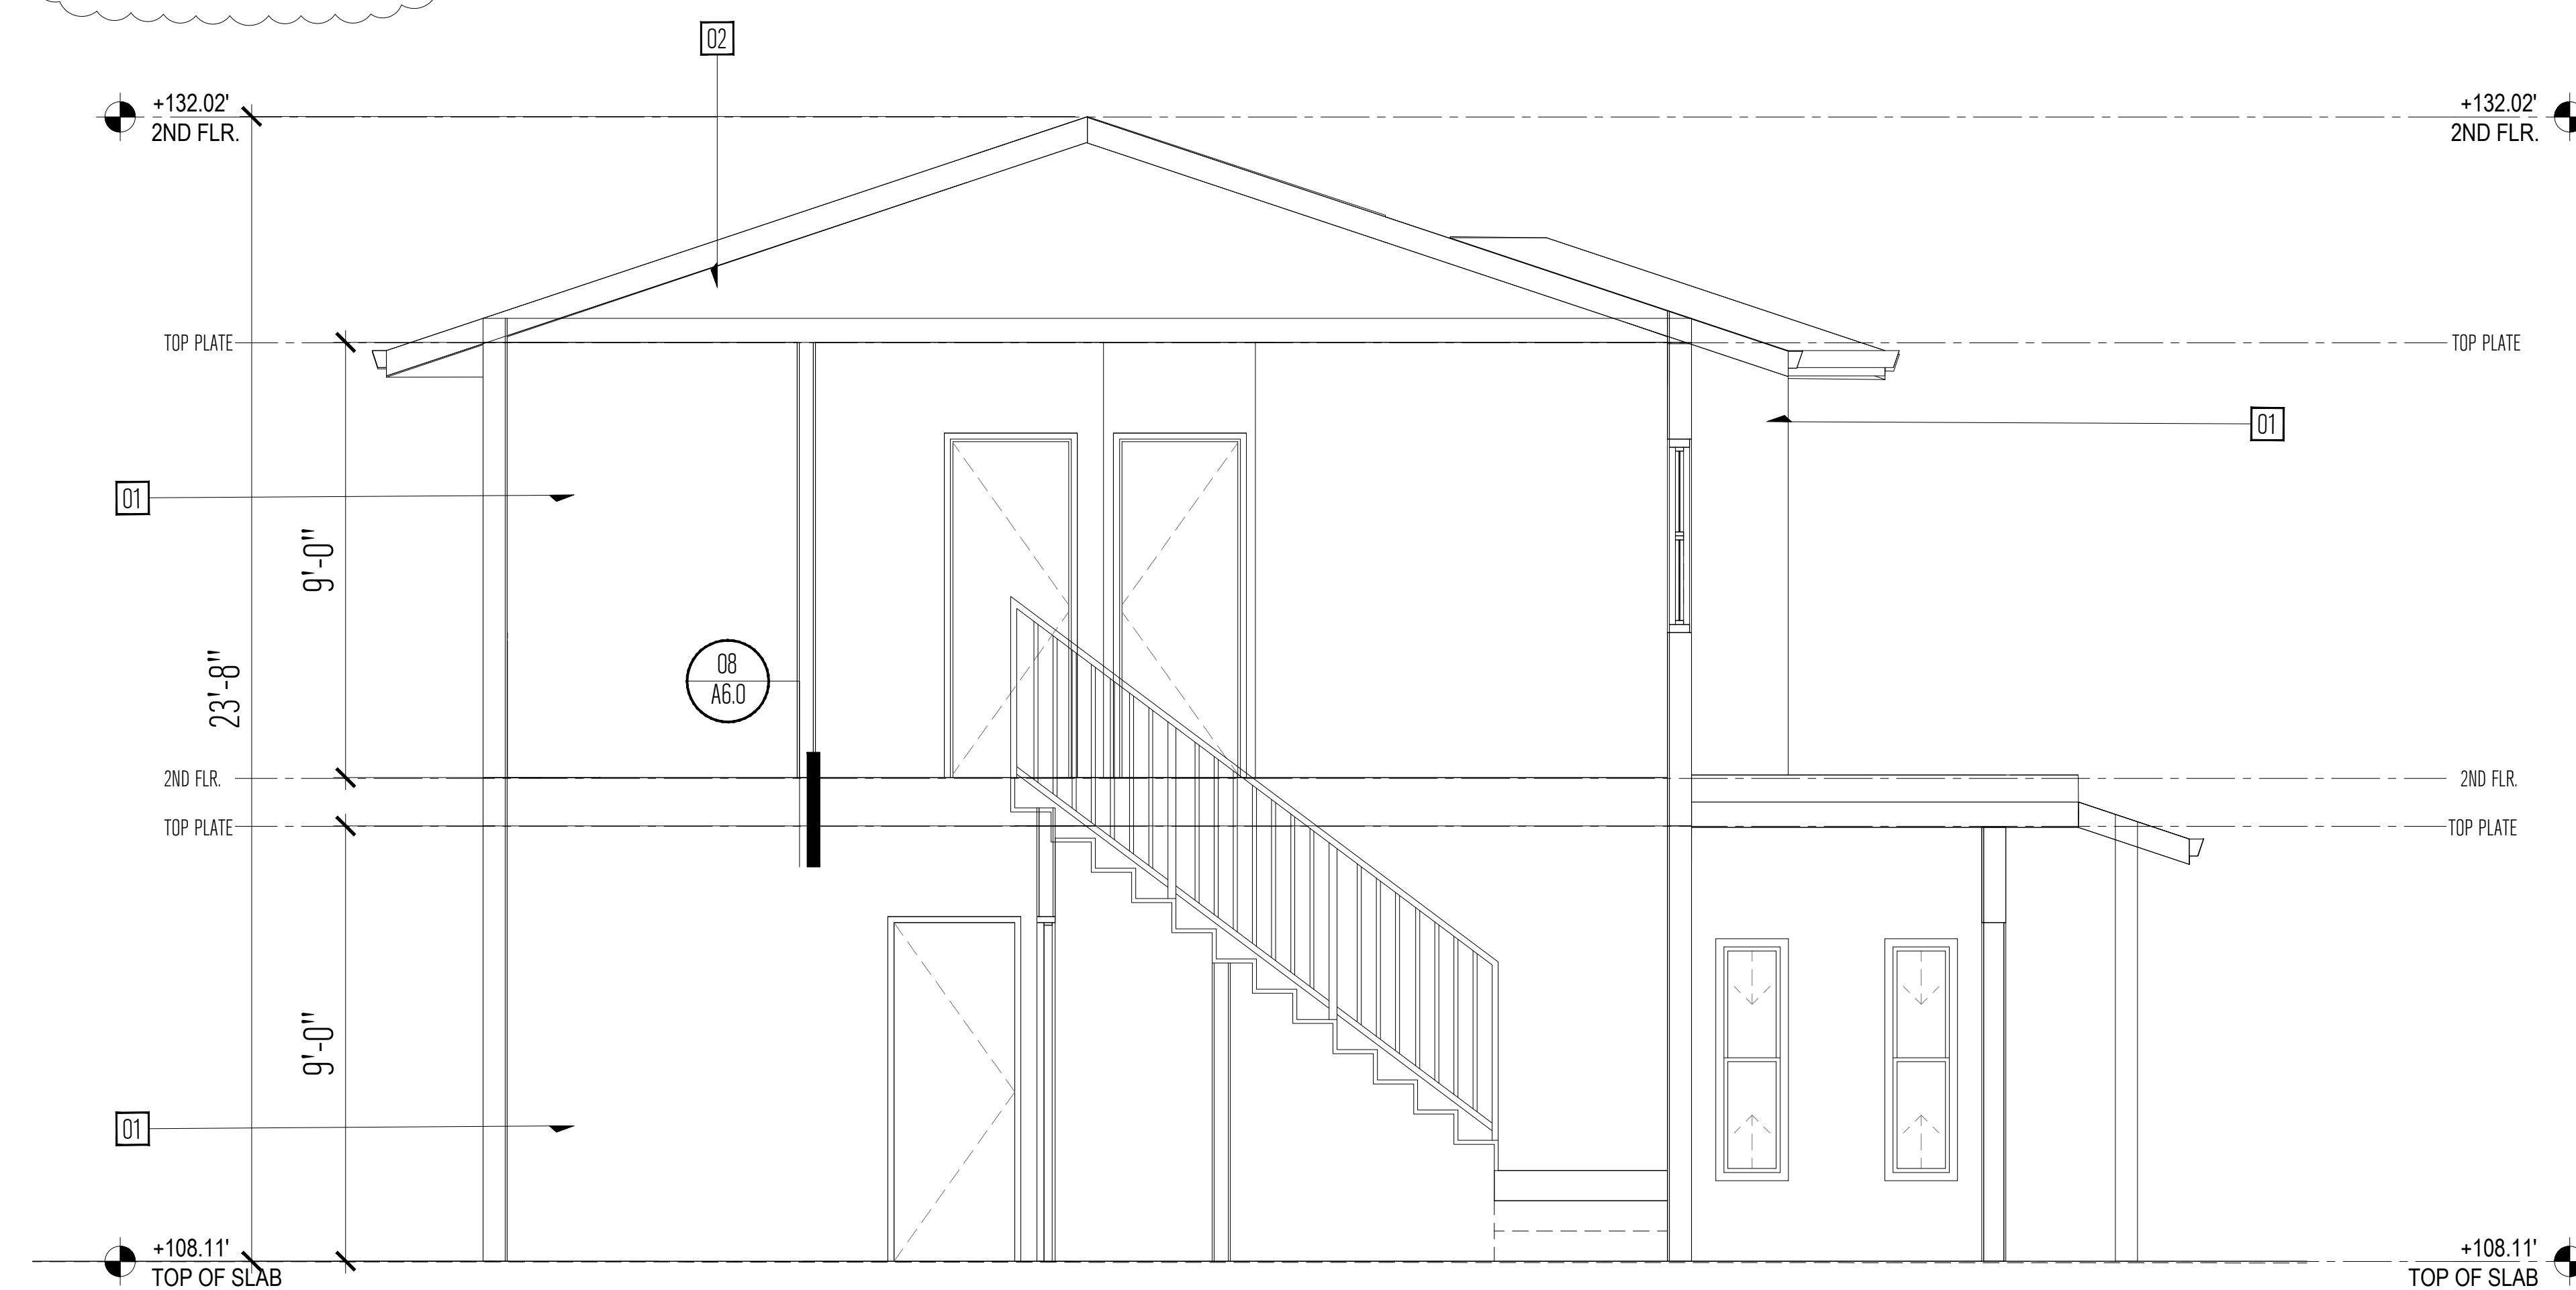 02
+132.02'
2ND FLR.
+132.02'
2ND FLR.
TOP PLATE
TOP PLATE
01
01
9'-0"
08
A6.0
23'-8"
2ND FLR.
2ND FLR.
TOP PLATE
TOP PLATE
9'-0"
01
+108.11'
TOP OF SLAB
+108.11'
TOP OF SLAB